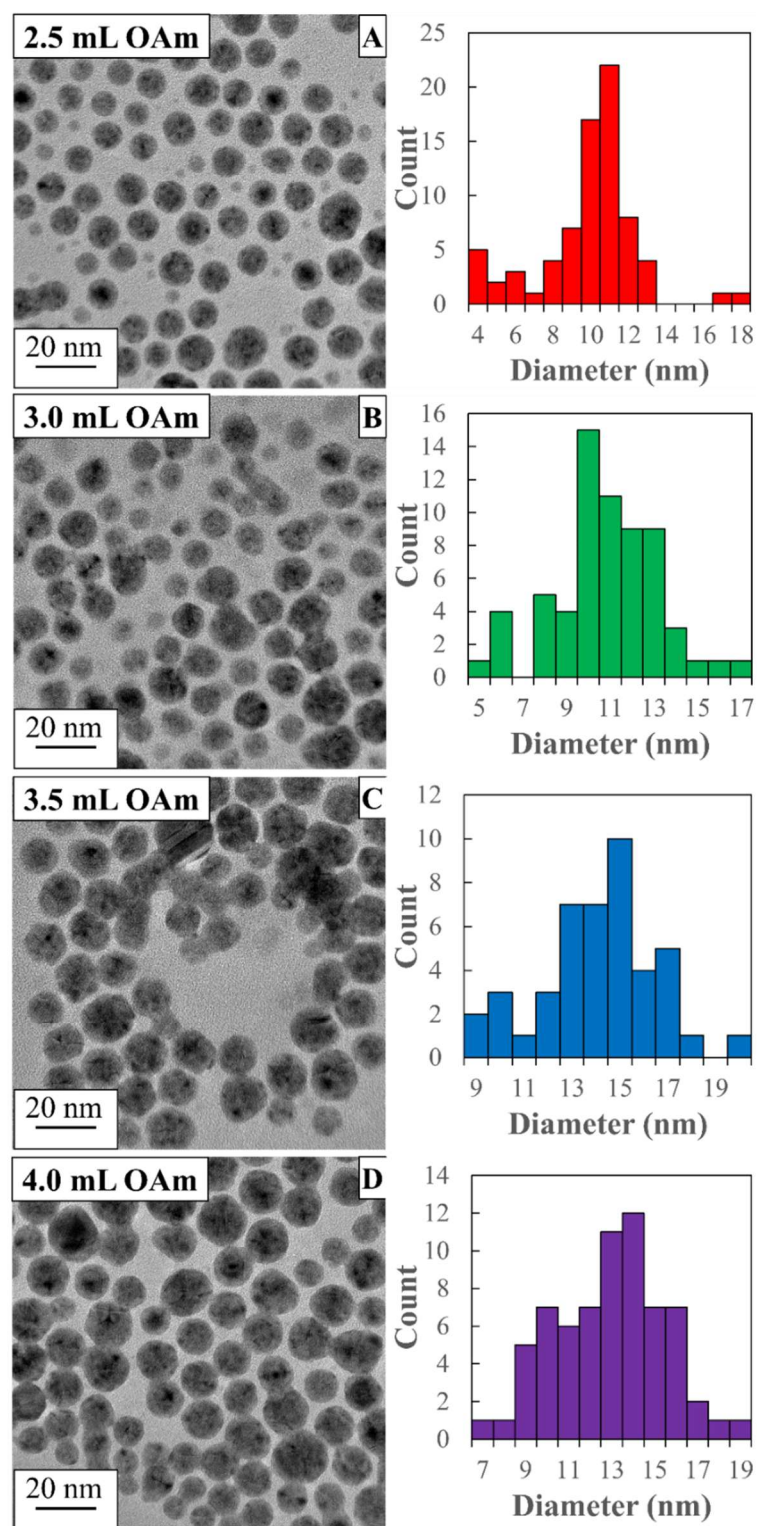 2.5 mL OAm
A
20 nm
25
20
15
10
5
0
Count
4 6 8 10 12 14 16 18
Diameter (nm)
3.0 mL OAm
B
20 nm
16
14
12
10
8
6
4
2
0
Count
5 7 9 11 13 15 17
Diameter (nm)
3.5 mL OAm
C
20 nm
12
10
8
6
4
2
0
Count
9 11 13 15 17 19
Diameter (nm)
4.0 mL OAm
D
20 nm
14
12
10
8
6
4
2
0
Count
7 9 11 13 15 17 19
Diameter (nm)